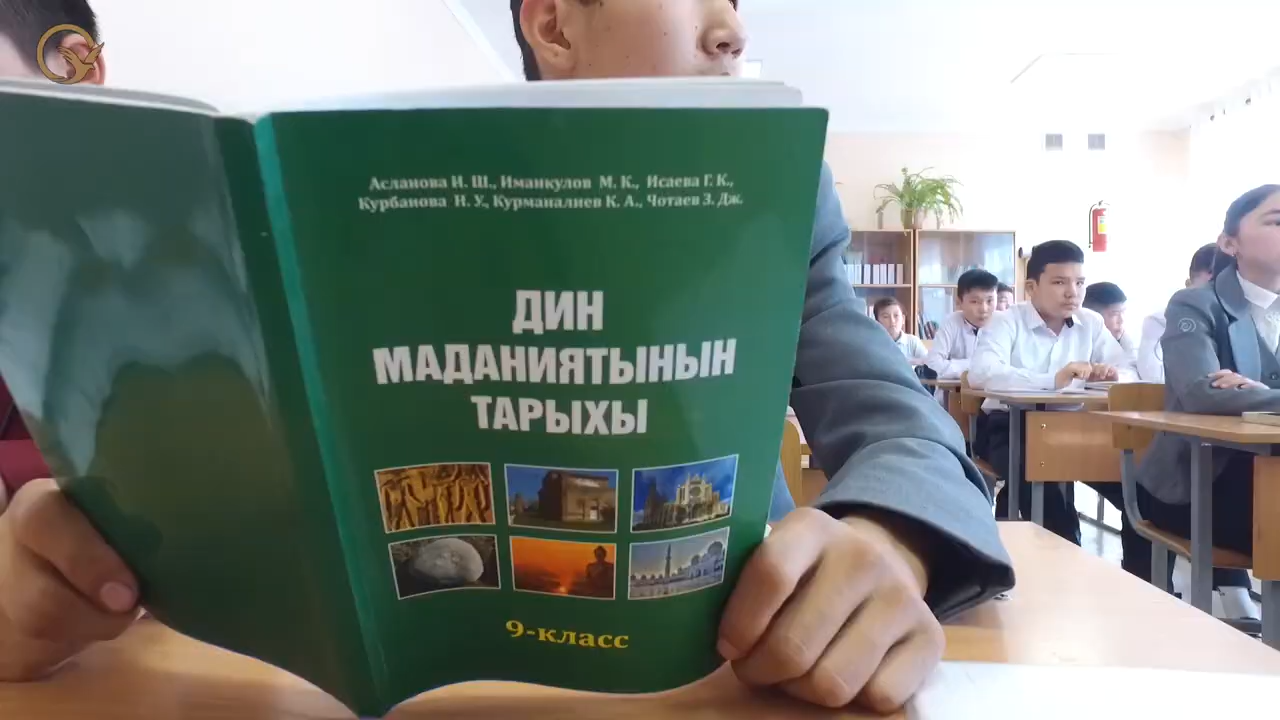 Асланова И. Ш., Иманкулов М. К., Исаева Г. К.,
Курбанова Н. У., Курманалиев К. А., Чотаев З. Дж.
ДИН
МАДАНИЯТЫНЫН
ТАРЫХЫ
9-класс